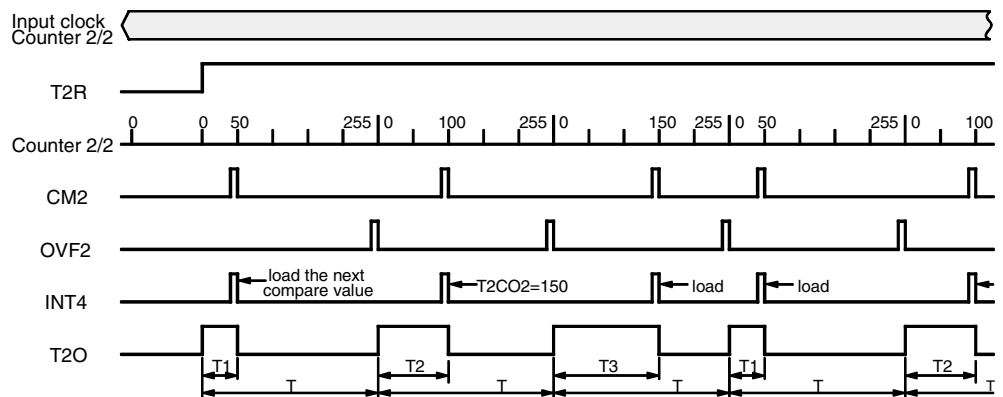 Input clock
Counter 2/2
T2R
0 0 50 255 0 100 255 0 150 255 0 50 255 0 100
Counter 2/2
CM2
OVF2
load the next
compare value
T2CO2=150
load
load
INT4
T2O
T1 T2 T3 T1 T2
T T T T T